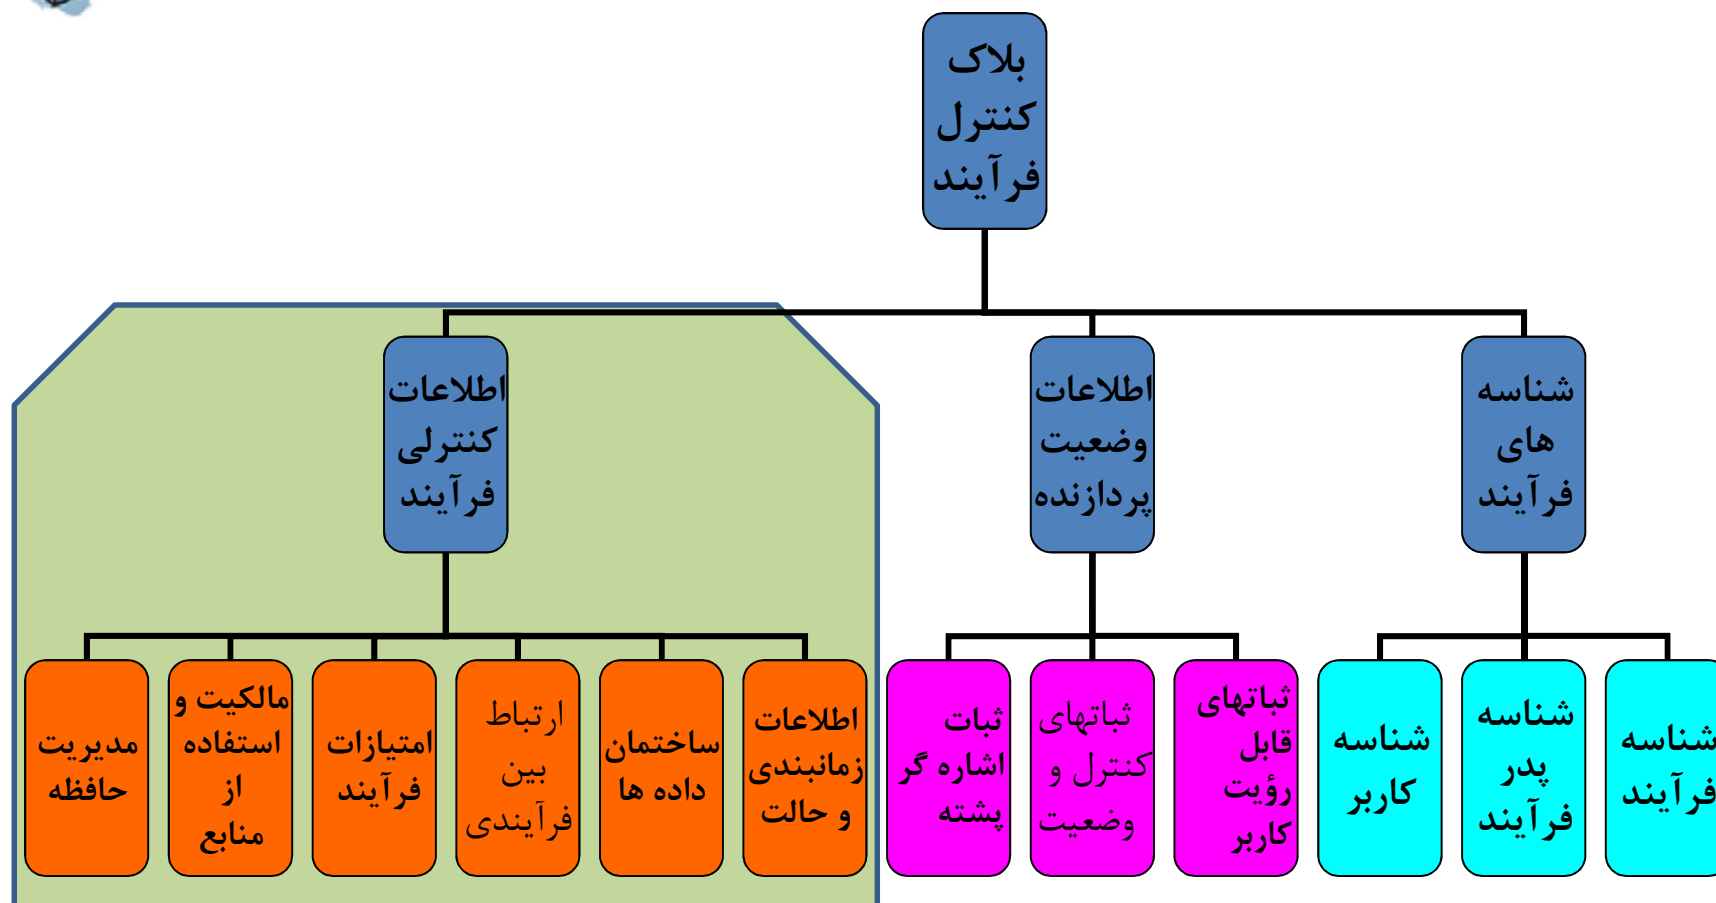 بلاک
کنترل
فرآیند
شناسه
های
فرآیند
اطلاعات
وضعیت
پردازنده
اطلاعات
کنترلی
فرآیند
شناسه
فرآیند
شناسه
پدر
فرآیند
شناسه
کاربر
ثباتهای
قابل
رؤیت
کاربر
ثباتهای
کنترل و
وضعیت
ثبات
اشاره گر
پشته
اطلاعات
زمانبندی
و حالت
ساختمان
داده ها
ارتباط
بین
فرآیندی
امتیازات
فرآیند
مالکیت و
استفاده
از
منابع
مدیریت
حافظه